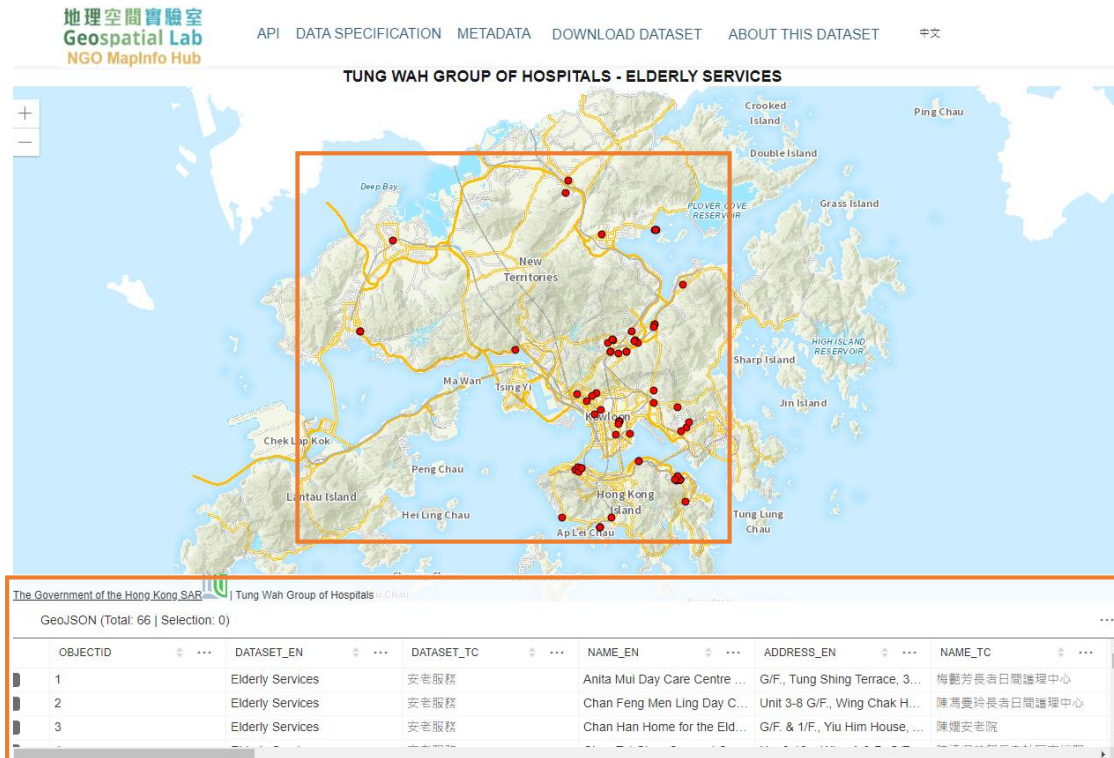 地理空間實驗室
Geospatial Lab
NGO MapInfo Hub
API DATA SPECIFICATION METADATA DOWNLOAD DATASET ABOUT THIS DATASET 中文
TUNG WAH GROUP OF HOSPITALS - ELDERLY SERVICES
+
−
Crooked Island
Ping Chau
Double Island
Deep Bay
PLOVER COVE RESERVOIR
Grass Island
New Territories
HIGH ISLAND RESERVOIR
Sharp Island
Ma Wan
Tsing Yi
Jin Island
Kowloon
Chek Lap Kok
Peng Chau
Lantau Island
Hong Kong Island
Hei Ling Chau
Tung Lung Chau
Ap Lei Chau
The Government of the Hong Kong SAR | Tung Wah Group of Hospitals
GeoJSON (Total: 66 | Selection: 0) ...
OBJECTID ... DATASET_EN ... DATASET_TC ... NAME_EN ... ADDRESS_EN ... NAME_TC ...
1 Elderly Services 安老服務 Anita Mui Day Care Centre ... G/F., Tung Shing Terrace, 3... 梅艷芳長者日間護理中心
2 Elderly Services 安老服務 Chan Feng Men Ling Day C... Unit 3-8 G/F., Wing Chak H... 陳馮曼玲長者日間護理中心
3 Elderly Services 安老服務 Chan Han Home for the Eld... G/F. & 1/F., Yiu Him House, ... 陳嫺安老院